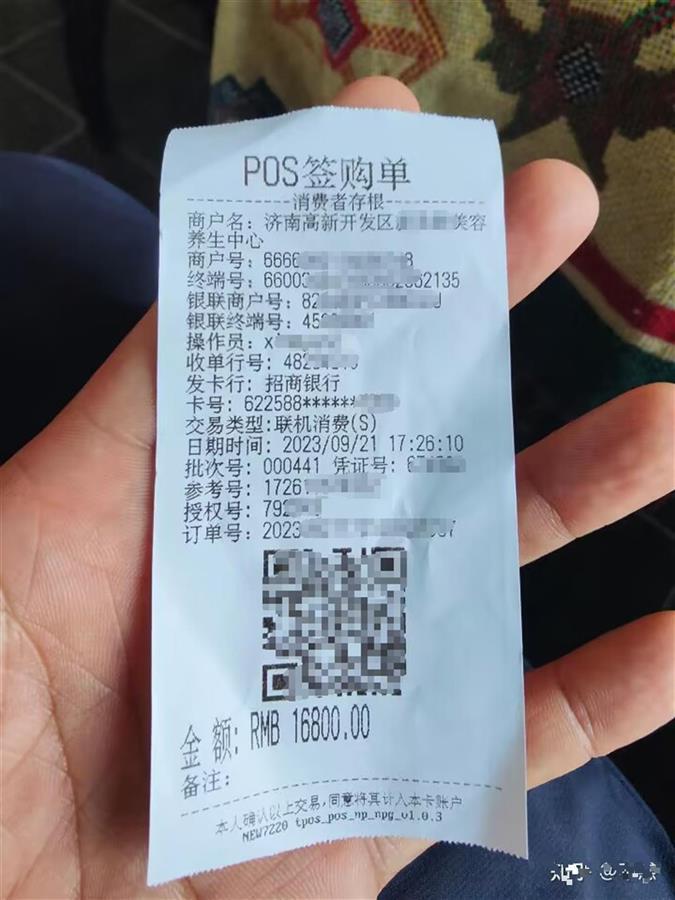 POS签购单
消费者存根
商户名: 济南高新开发区 美容
养生中心
商户号: 6666 8
终端号: 66003 2135
银联商户号: 82
银联终端号: 45
操作员: x
收单行号: 48
发卡行: 招商银行
卡号: 622588******
交易类型:联机消费(S)
日期时间: 2023/09/21 17:26:10
批次号: 000441 凭证号: 6
参考号: 1726
授权号: 792
订单号: 2023
金额: RMB 16800.00
备注:
本人确认以上交易,同意将其计入本卡账户
NEW7220 tpos_pos_np_npg_v1.0.3
知乎 @